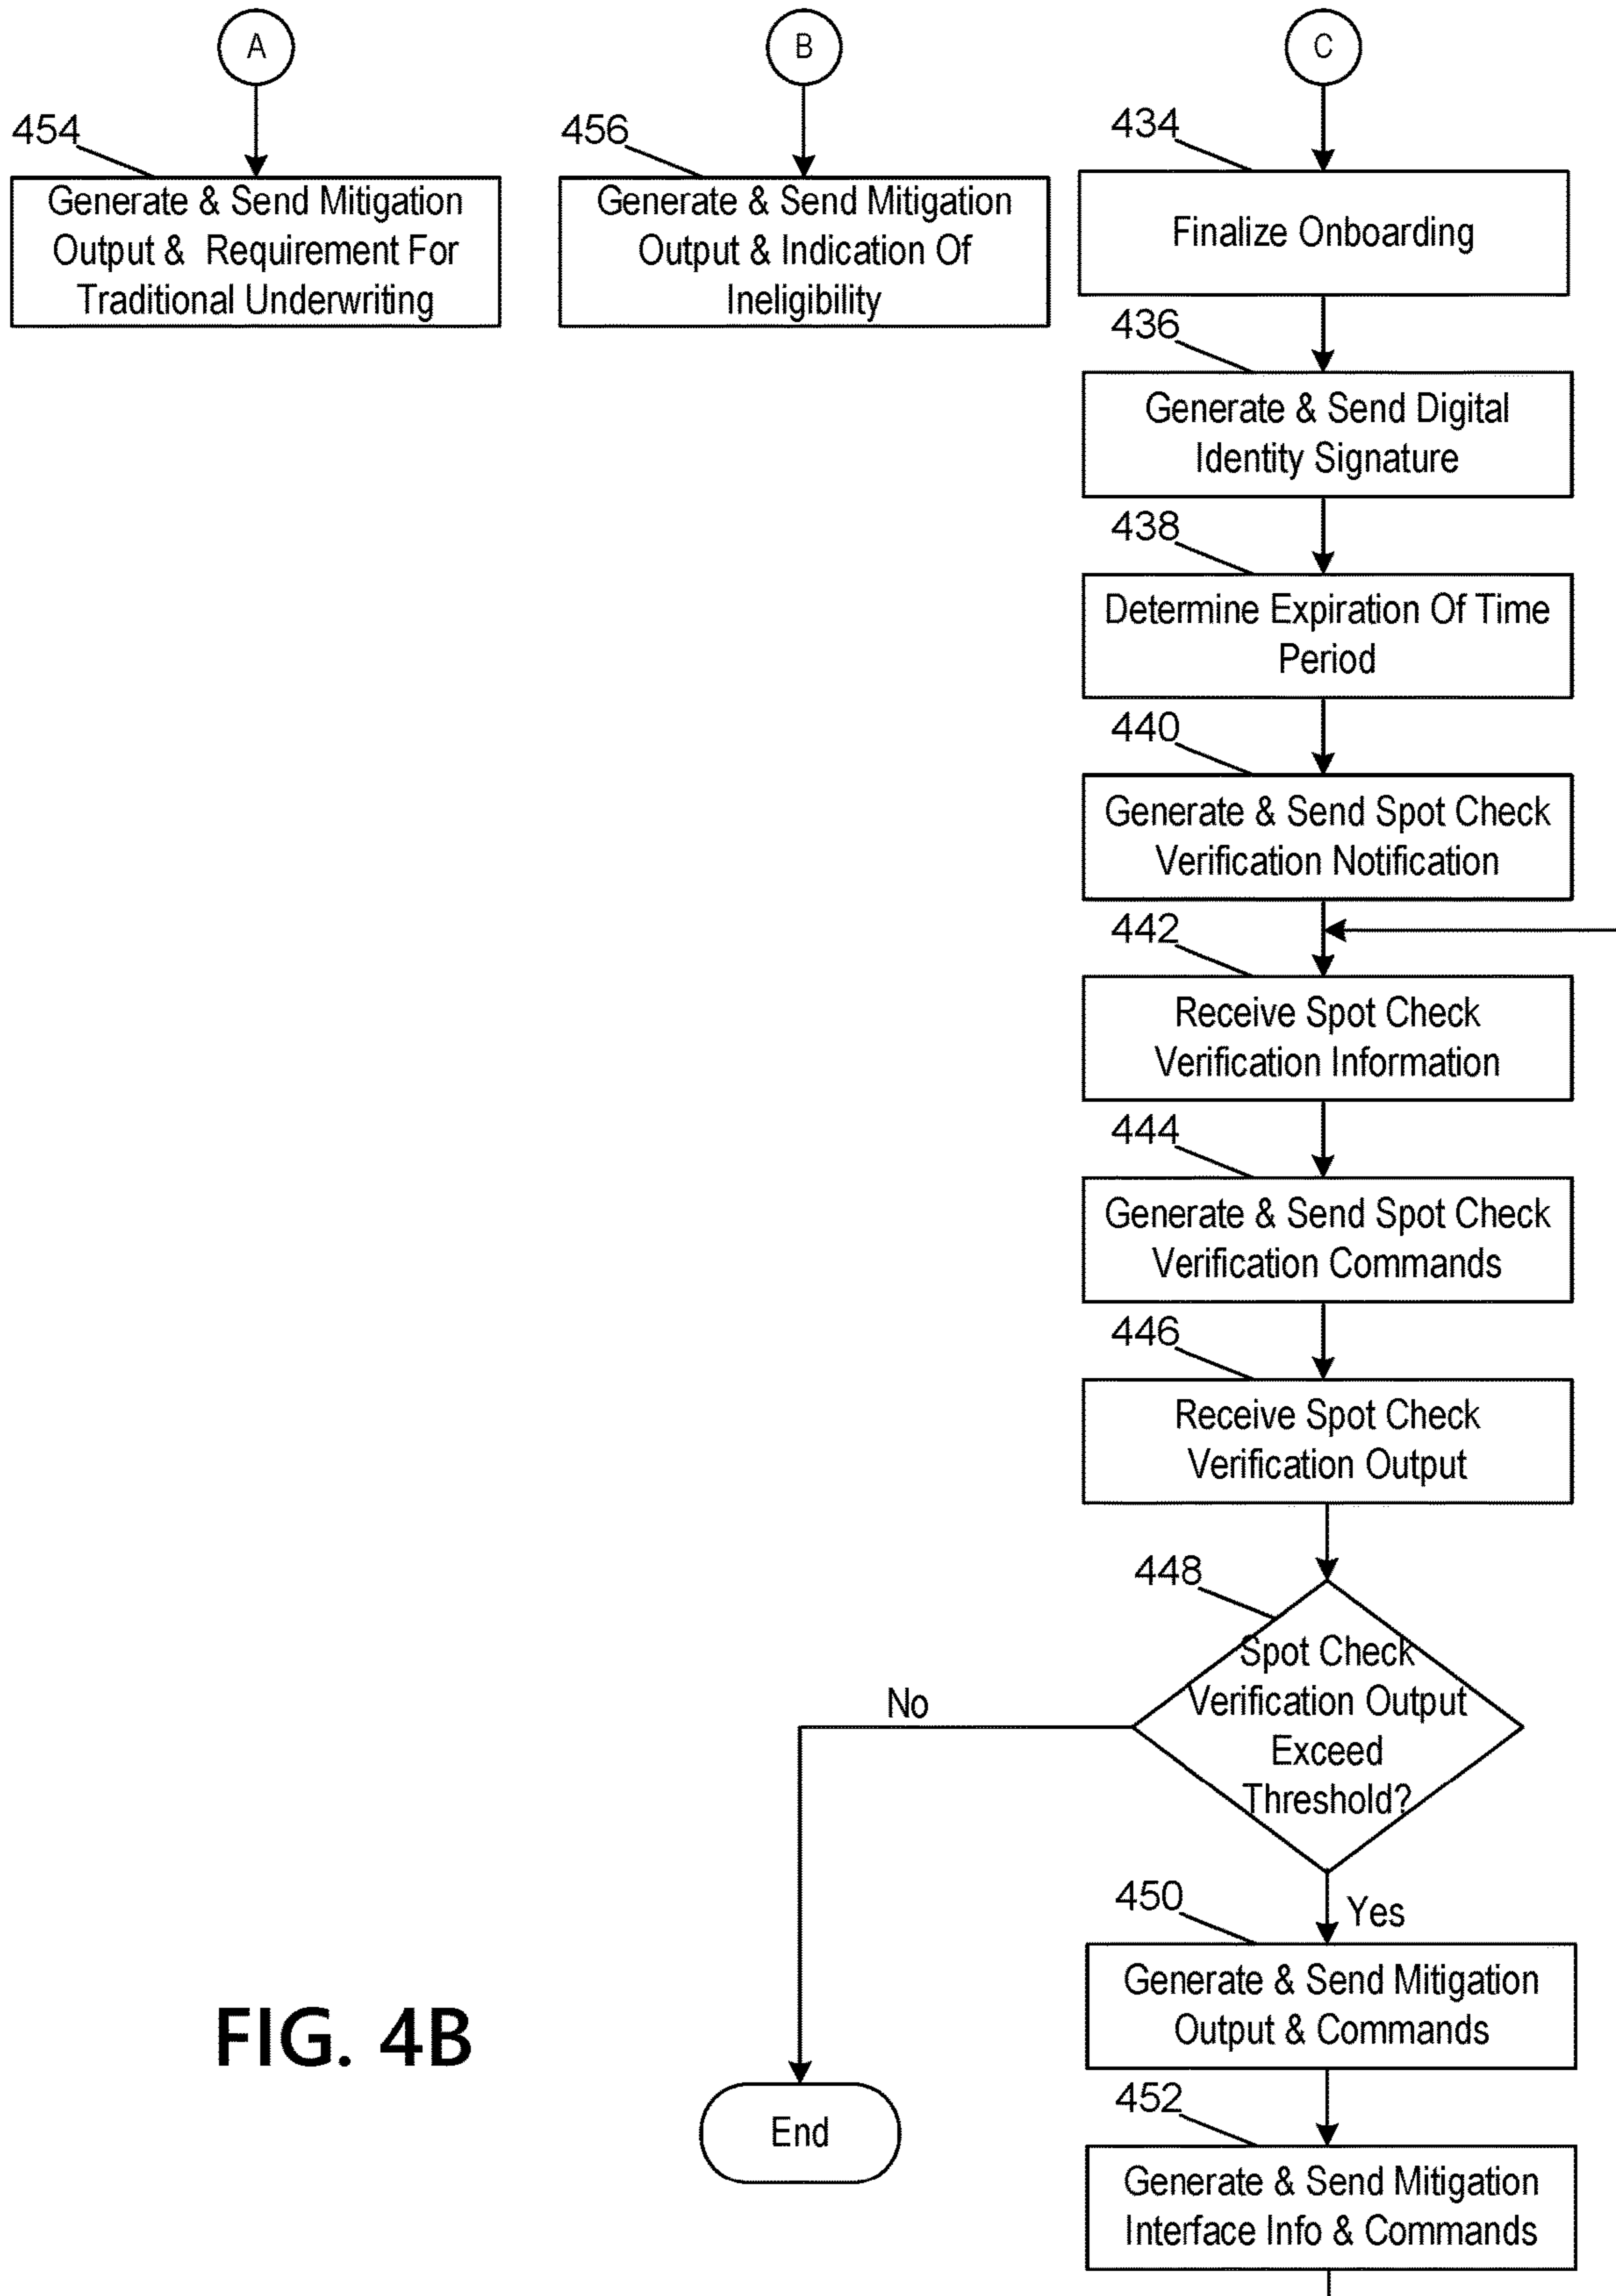 A
B
C
454
456
434
Generate & Send Mitigation
Output & Requirement For
Traditional Underwriting
Generate & Send Mitigation
Output & Indication Of
Ineligibility
Finalize Onboarding
436
Generate & Send Digital
Identity Signature
438
Determine Expiration Of Time
Period
440
Generate & Send Spot Check
Verification Notification
442
Receive Spot Check
Verification Information
444
Generate & Send Spot Check
Verification Commands
446
Receive Spot Check
Verification Output
448
Spot Check
Verification Output
Exceed
Threshold?
No
Yes
450
Generate & Send Mitigation
Output & Commands
452
Generate & Send Mitigation
Interface Info & Commands
End
FIG. 4B